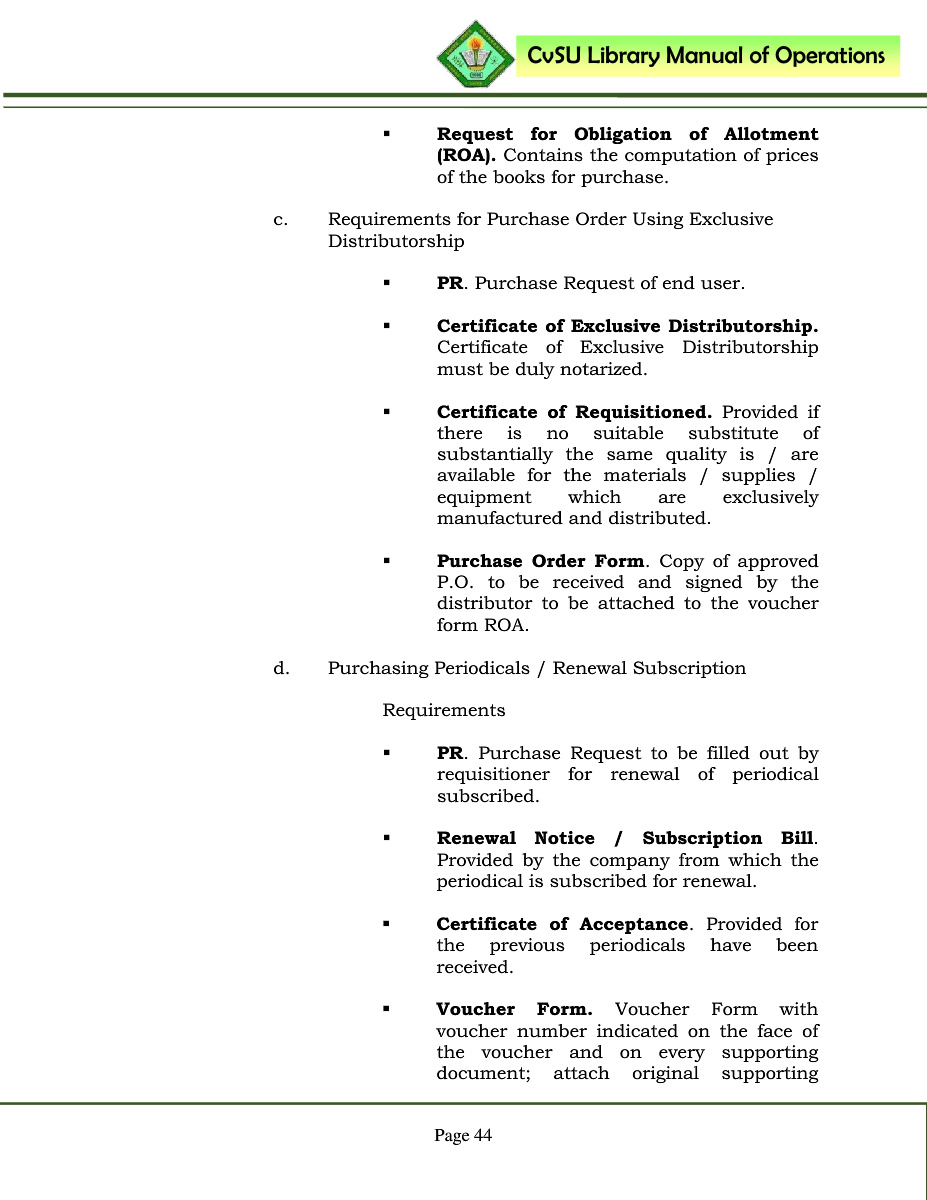 CvSU Library Manual of Operations
▪ Request for Obligation of Allotment
(ROA). Contains the computation of prices
of the books for purchase.
c. Requirements for Purchase Order Using Exclusive
Distributorship
▪ PR. Purchase Request of end user.
▪ Certificate of Exclusive Distributorship.
Certificate of Exclusive Distributorship
must be duly notarized.
▪ Certificate of Requisitioned. Provided if
there is no suitable substitute of
substantially the same quality is / are
available for the materials / supplies /
equipment which are exclusively
manufactured and distributed.
▪ Purchase Order Form. Copy of approved
P.O. to be received and signed by the
distributor to be attached to the voucher
form ROA.
d. Purchasing Periodicals / Renewal Subscription
Requirements
▪ PR. Purchase Request to be filled out by
requisitioner for renewal of periodical
subscribed.
▪ Renewal Notice / Subscription Bill.
Provided by the company from which the
periodical is subscribed for renewal.
▪ Certificate of Acceptance. Provided for
the previous periodicals have been
received.
▪ Voucher Form. Voucher Form with
voucher number indicated on the face of
the voucher and on every supporting
document; attach original supporting
Page 44